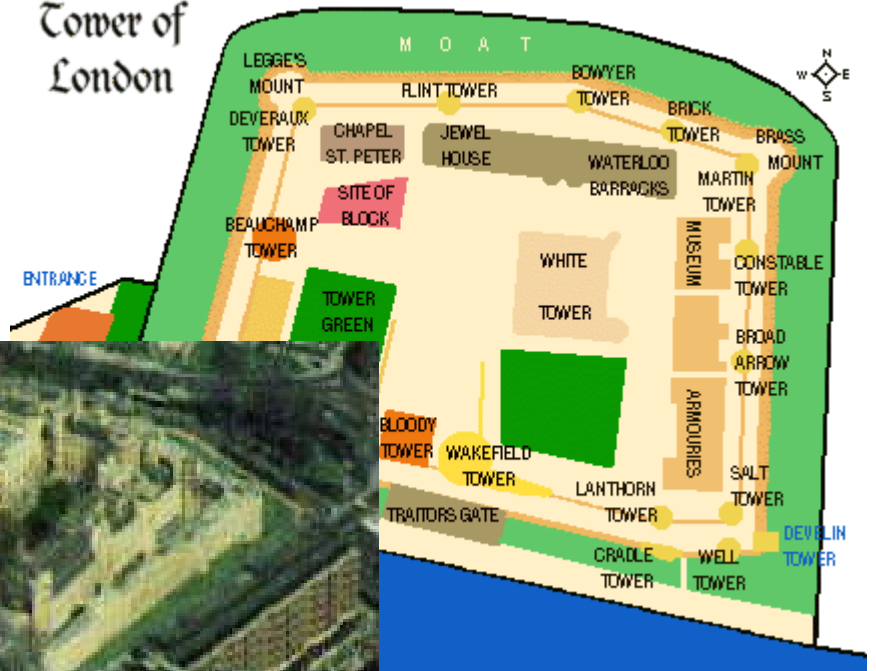 Tower of
London
M O A T
N
W E
S
LEGGE'S
MOUNT
DEVERAUX
TOWER
FLINT TOWER
BOWYER
TOWER
BRICK
TOWER
BRASS
MOUNT
CHAPEL
ST. PETER
JEWEL
HOUSE
WATERLOO
BARRACKS
MARTIN
TOWER
SITE OF
BLOCK
BEAUCHAMP
TOWER
MUSEUM
CONSTABLE
TOWER
ENTRANCE
TOWER
GREEN
WHITE
TOWER
BROAD
ARROW
TOWER
ARMOURIES
BLOODY
TOWER
WAKEFIELD
TOWER
SALT
TOWER
LANTHORN
TOWER
TRAITORS GATE
DEVELIN
TOWER
CRADLE
TOWER
WELL
TOWER